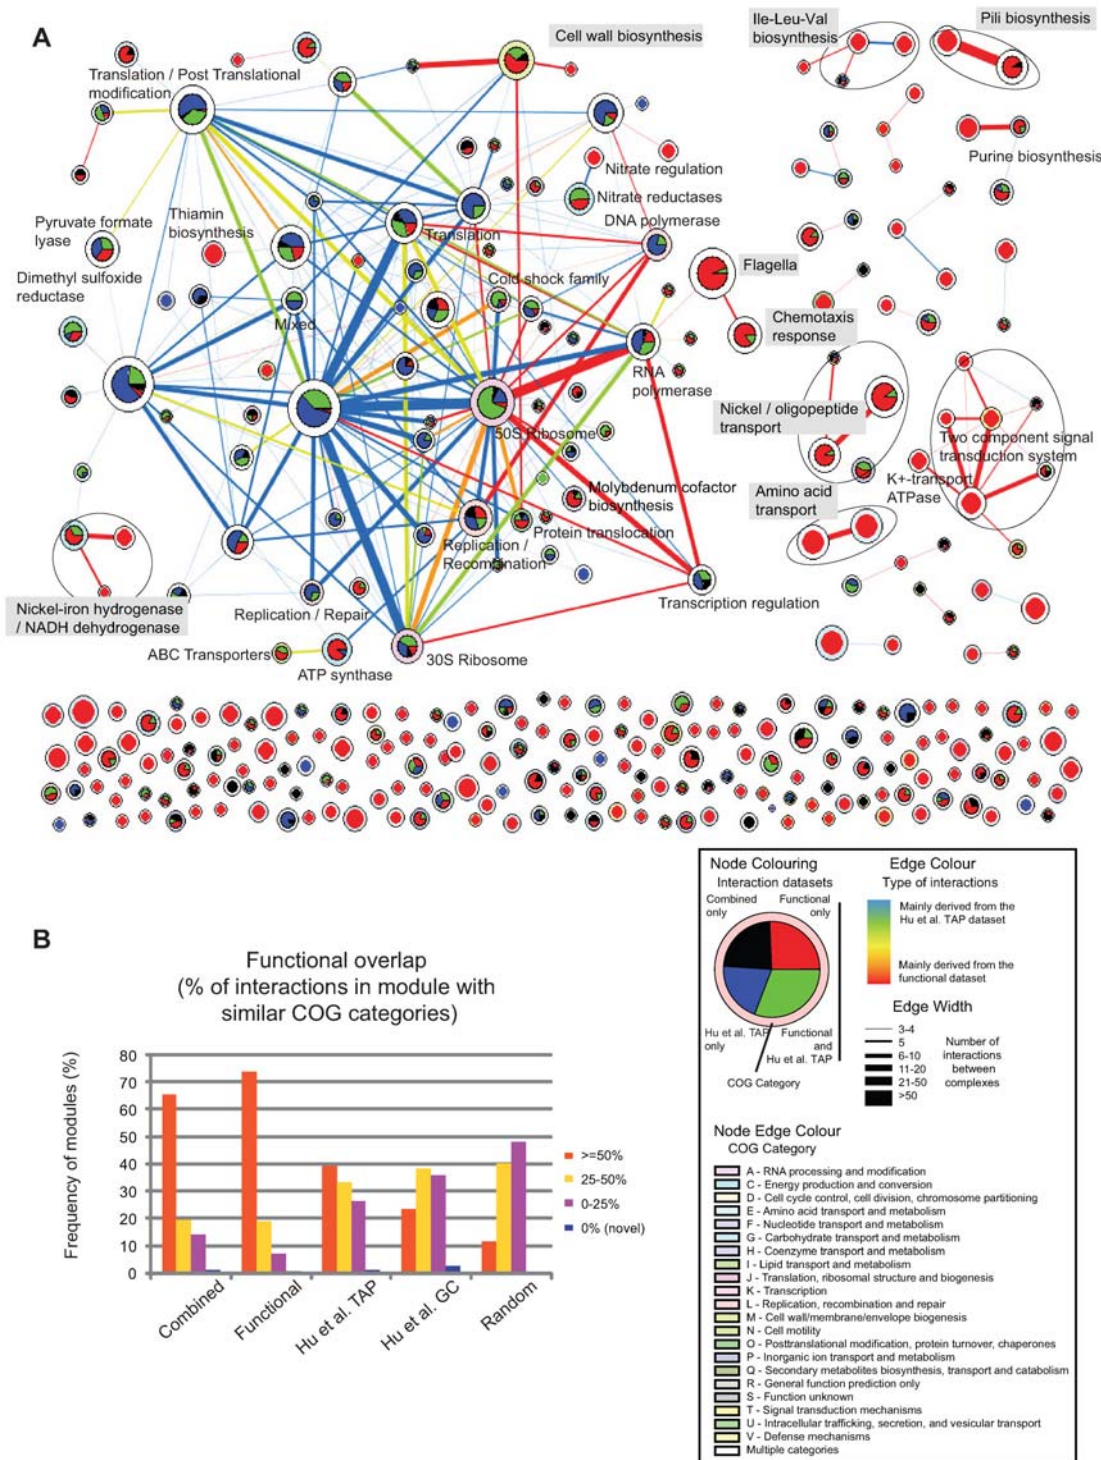 A
Cell wall biosynthesis
Ile-Leu-Val
biosynthesis
Pili biosynthesis
Translation / Post Translational
modification
Purine biosynthesis
Nitrate regulation
Nitrate reductases
DNA polymerase
Pyruvate formate
lyase
Thiamin
biosynthesis
Translation
Dimethyl sulfoxide
reductase
Cold shock family
Flagella
Mixed
Chemotaxis
response
RNA
polymerase
Nickel / oligopeptide
transport
50S Ribosome
Two component signal
transduction system
K+-transport
ATPase
Amino acid
transport
Molybdenum cofactor
biosynthesis
Protein translocation
Replication /
Recombination
Nickel-iron hydrogenase
/ NADH dehydrogenase
Replication / Repair
Transcription regulation
ABC Transporters
ATP synthase
30S Ribosome
B
Functional overlap
(% of interactions in module with
similar COG categories)
Frequency of modules (%)
80
70
60
50
40
30
20
10
0
Combined
Functional
Hu et al. TAP
Hu et al. GC
Random
>=50%
25-50%
0-25%
0% (novel)
Node Colouring
Interaction datasets
Combined
only
Functional
only
Hu et al. TAP
only
Functional
and
Hu et al. TAP
COG Category
Edge Colour
Type of interactions
Mainly derived from the
Hu et al. TAP dataset
Mainly derived from the
functional dataset
Edge Width
3-4
5
6-10
11-20
21-50
>50
Number of
interactions
between
complexes
Node Edge Colour
COG Category
A - RNA processing and modification
C - Energy production and conversion
D - Cell cycle control, cell division, chromosome partitioning
E - Amino acid transport and metabolism
F - Nucleotide transport and metabolism
G - Carbohydrate transport and metabolism
H - Coenzyme transport and metabolism
I - Lipid transport and metabolism
J - Translation, ribosomal structure and biogenesis
K - Transcription
L - Replication, recombination and repair
M - Cell wall/membrane/envelope biogenesis
N - Cell motility
O - Posttranslational modification, protein turnover, chaperones
P - Inorganic ion transport and metabolism
Q - Secondary metabolites biosynthesis, transport and catabolism
R - General function prediction only
S - Function unknown
T - Signal transduction mechanisms
U - Intracellular trafficking, secretion, and vesicular transport
V - Defense mechanisms
Multiple categories